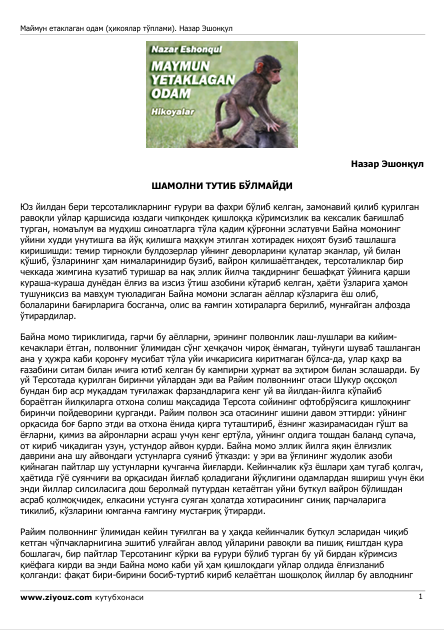 Маймун етаклаган одам (ҳикоялар тўплами). Назар Эшонқул
Nazar Eshonqul
MAYMUN
YETAKLAGAN
ODAM
Hikoyalar
Назар Эшонқул
ШАМОЛНИ ТУТИБ БЎЛМАЙДИ
Юз йилдан бери терсоталикларнинг ғурури ва фахри бўлиб келган, замонавий қилиб қурилган
равоқли уйлар қаршисида юздаги чипқондек қишлоққа кўримсизлик ва кексалик бағишлаб
турган, номаълум ва мудҳиш синоатларга тўла қадим қўрғонни эслатувчи Байна момонинг
уйини худди унутишга ва йўқ қилишга маҳкум этилган хотирадек ниҳоят бузиб ташлашга
киришишди: темир тирноқли булдозерлар уйнинг деворларини қулатар эканлар, уй билан
қўшиб, ўзларининг ҳам нималаринидир бузиб, вайрон қилишаётгандек, терсоталиклар бир
чеккада жимгина кузатиб туришар ва нақ эллик йилча тақдирнинг бешафқат ўйинига қарши
кураша-кураша дунёдан ёлғиз ва изсиз ўтиш азобини кўтариб келган, ҳаёти ўзларига ҳамон
тушуниқсиз ва мавҳум туюладиган Байна момони эслаган аёллар кўзларига ёш олиб,
болаларини бағирларига босганча, олис ва ғамгин хотираларга берилиб, мунғайган алфозда
ўтирардилар.
Байна момо тириклигида, гарчи бу аёлларни, эрининг полвонлик лаш-лушлари ва кийим-
кечаклари ётган, полвоннинг ўлимидан сўнг ҳечқачон чироқ ёнмаган, туйнуги шуваб ташланган
ана у ҳужра каби қоронғу мусибат тўла уйи ичкарисига киритмаган бўлса-да, улар қаҳр ва
ғазабини ситам билан ичига ютиб келган бу кампирни ҳурмат ва эҳтиром билан эслашарди. Бу
уй Терсотада қурилган биринчи уйлардан эди ва Райим полвоннинг отаси Шукур оқсоқол
бундан бир аср муқаддам туғилажак фарзандларига кенг уй ва йилдан-йилга кўпайиб
бораётган йилқиларга отхона солиш мақсадида Терсота сойининг офтобрўясига қишлоқнинг
биринчи пойдеворини қурганди. Райим полвон эса отасининг ишини давом эттирди: уйнинг
орқасида боғ барпо этди ва отхона ёнида қирга туташтириб, ёзнинг жазирамасидан гўшт ва
ёғларни, қимиз ва айронларни асраш учун кенг ертўла, уйнинг олдига тошдан баланд супача,
от кириб чиқадиган узун, устундор айвон қурди. Байна момо эллик йилга яқин ёлғизлик
даврини ана шу айвондаги устунларга суяниб ўтказди: у эри ва ўғлининг жудолик азоби
қийнаган пайтлар шу устунларни қучганча йиғларди. Кейинчалик кўз ёшлари ҳам тугаб қолгач,
ҳаётида гўё суянчиғи ва орқасидан йиғлаб қоладигани йўқлигини одамлардан яшириш учун ёки
энди йиллар силсиласига дош беролмай путурдан кетаётган уйни буткул вайрон бўлишдан
асраб қолмоқчидек, елкасини устунга суяган ҳолатда хотирасининг синиқ парчаларига
тикилиб, кўзларини юмганча ғамгину мустағриқ ўтирарди.
Райим полвоннинг ўлимидан кейин туғилган ва у ҳақда кейинчалик буткул эсларидан чиқиб
кетган чўпчакларнигина эшитиб улғайган авлод уйларини равоқли ва пишиқ ғиштдан қура
бошлагач, бир пайтлар Терсотанинг кўрки ва ғурури бўлиб турган бу уй бирдан кўримсиз
қиёфага кирди ва энди Байна момо каби уй ҳам қишлоқдаги уйлар олдида ёлғизланиб
қолганди: фақат бири-бирини босиб-туртиб кириб келаётган шошқолоқ йиллар бу авлоднинг
www.ziyouz.com кутубхонаси
1